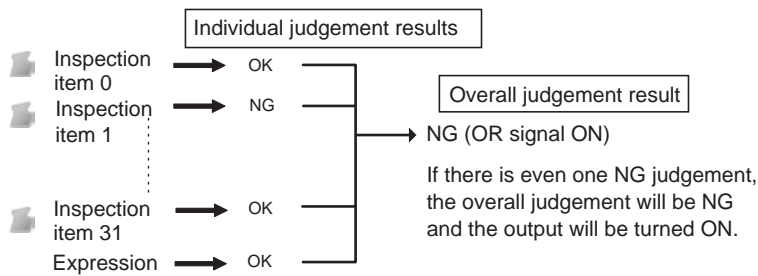 Individual judgement results
Inspection
item 0
OK
Inspection
item 1
NG
Overall judgement result
NG (OR signal ON)
If there is even one NG judgement,
the overall judgement will be NG
and the output will be turned ON.
Inspection
item 31
OK
Expression
OK